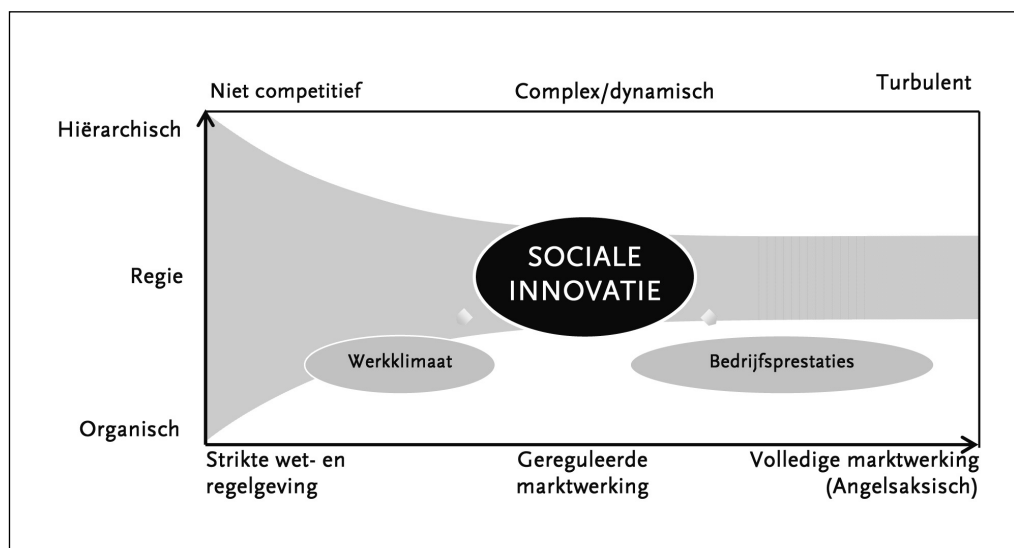 Niet competitief
Complex/dynamisch
Turbulent
Hiërarchisch
Regie
Organisch
SOCIALE
INNOVATIE
Werkklimaat
Bedrijfsprestaties
Strikte wet- en
regelgeving
Gereguleerde
marktwerking
Volledige marktwerking
(Angelsaksisch)